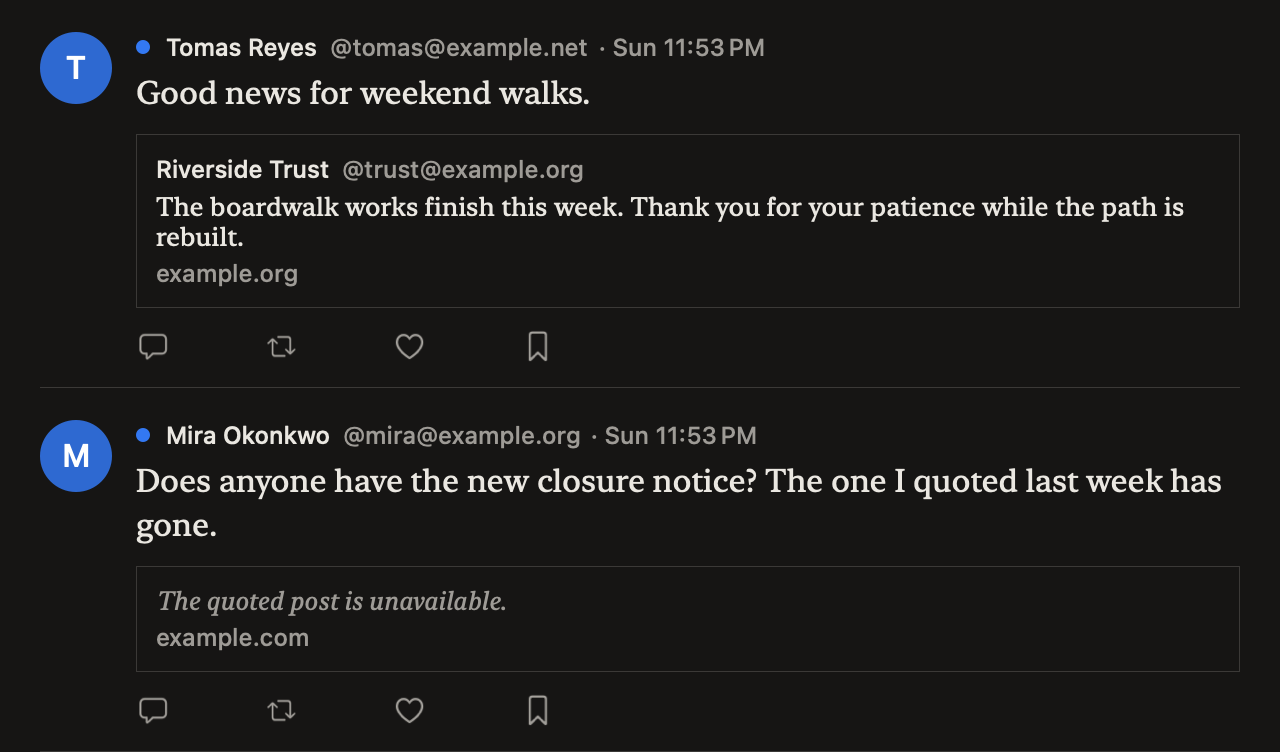 T
Tomas Reyes @tomas@example.net · Sun 11:53 PM
Good news for weekend walks.
Riverside Trust @trust@example.org
The boardwalk works finish this week. Thank you for your patience while the path is
rebuilt.
example.org
M
Mira Okonkwo @mira@example.org · Sun 11:53 PM
Does anyone have the new closure notice? The one I quoted last week has
gone.
The quoted post is unavailable.
example.com